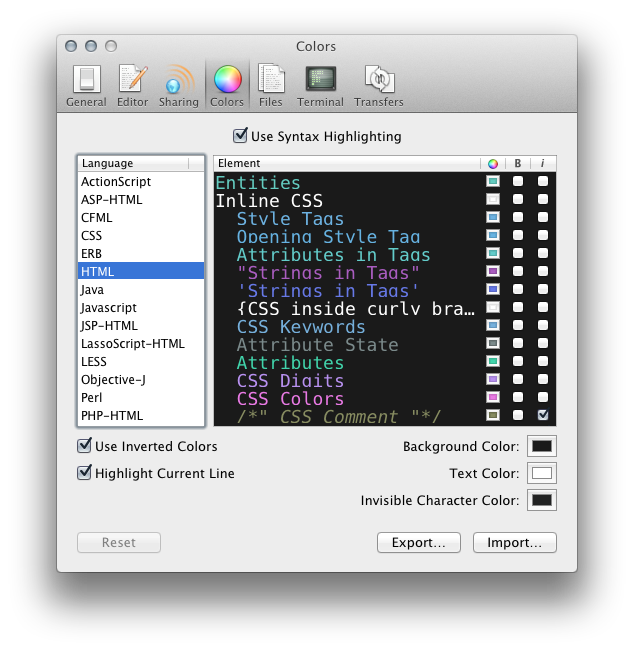 Colors
General Editor Sharing Colors Files Terminal Transfers
Use Syntax Highlighting
Language
ActionScript
ASP-HTML
CFML
CSS
ERB
HTML
Java
Javascript
JSP-HTML
LassoScript-HTML
LESS
Objective-J
Perl
PHP-HTML
Element B i
Entities
Inline CSS
Style Tags
Opening Style Tag
Attributes in Tags
"Strings in Tags"
'Strings in Tags'
{CSS inside curly bra…
CSS Keywords
Attribute State
Attributes
CSS Digits
CSS Colors
/*" CSS Comment "*/
Use Inverted Colors
Highlight Current Line
Background Color:
Text Color:
Invisible Character Color:
Reset
Export…
Import…